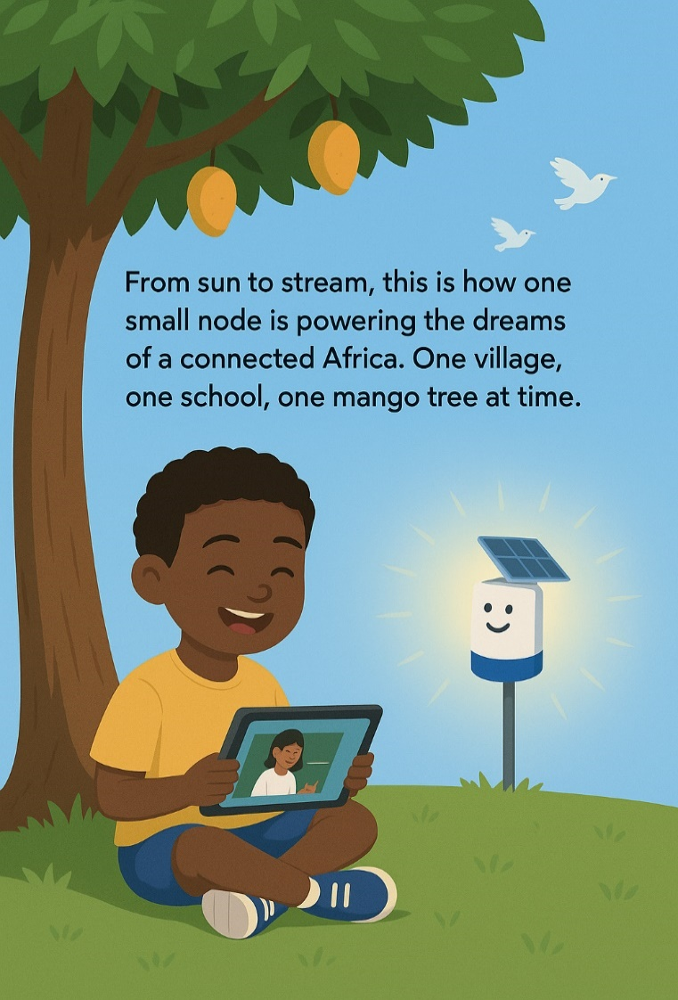 From sun to stream, this is how one
small node is powering the dreams
of a connected Africa. One village,
one school, one mango tree at time.